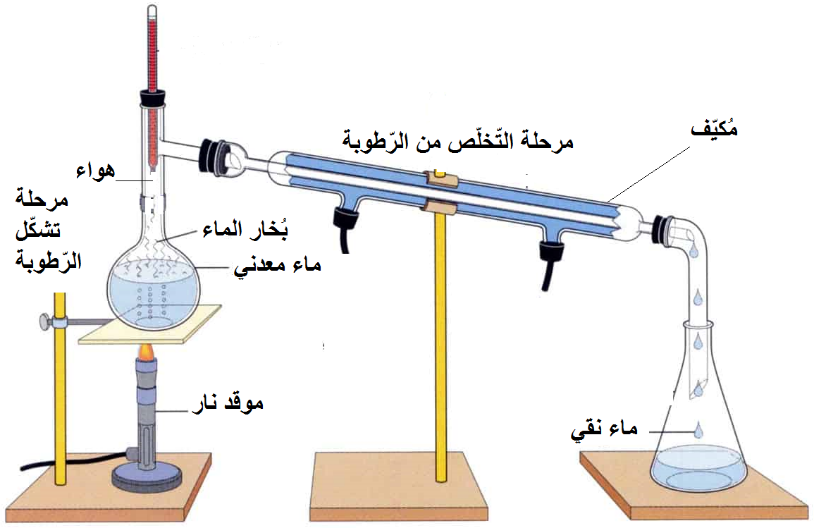 مُكيّف
مرحلة التّخلّص من الرّطوبة
هواء
مرحلة
تشكّل
الرّطوبة
بُخار الماء
ماء معدني
موقد نار
ماء نقي